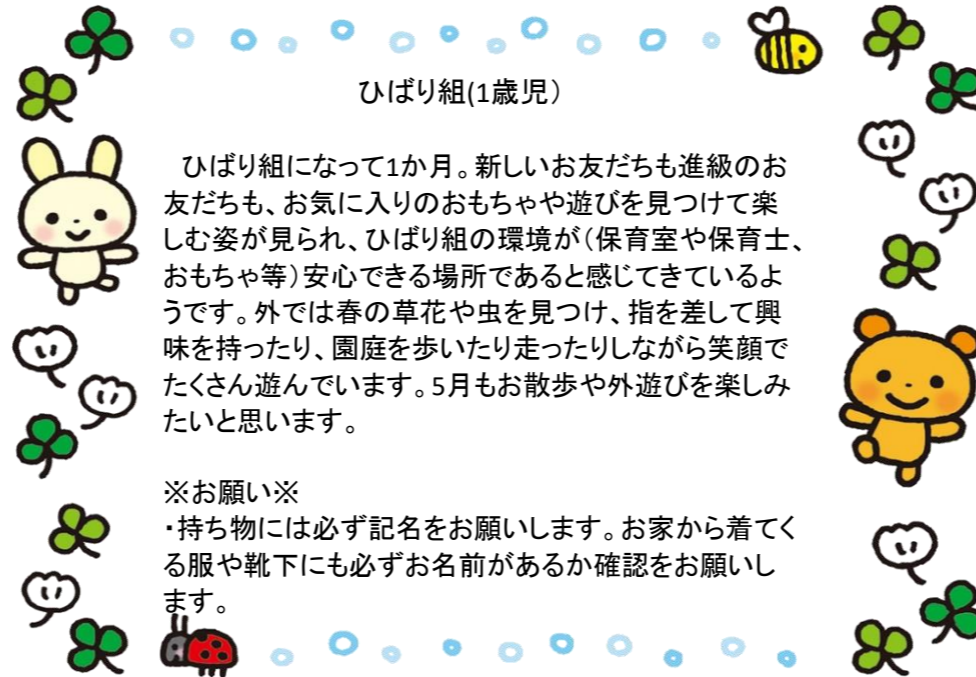 ひばり組(1歳児)
ひばり組になって1か月。新しいお友だちも進級のお
友だちも、お気に入りのおもちゃや遊びを見つけて楽
しむ姿が見られ、ひばり組の環境が(保育室や保育士、
おもちゃ等)安心できる場所であると感じてきているよ
うです。外では春の草花や虫を見つけ、指を差して興
味を持ったり、園庭を歩いたり走ったりしながら笑顔で
たくさん遊んでいます。5月もお散歩や外遊びを楽しみ
たいと思います。
※お願い※
・持ち物には必ず記名をお願いします。お家から着てく
る服や靴下にも必ずお名前があるか確認をお願いし
ます。